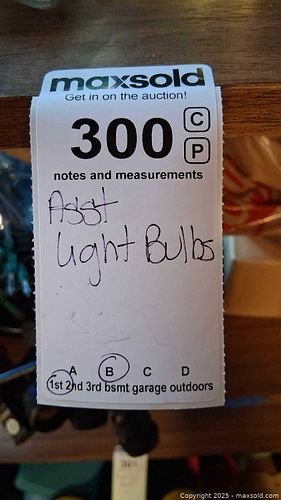 maxsold
Get in on the auction!
300
C
P
notes and measurements
Asst
Light Bulbs
A B C D
1st 2nd 3rd bsmt garage outdoors
Copyright 2025 - maxsold.com